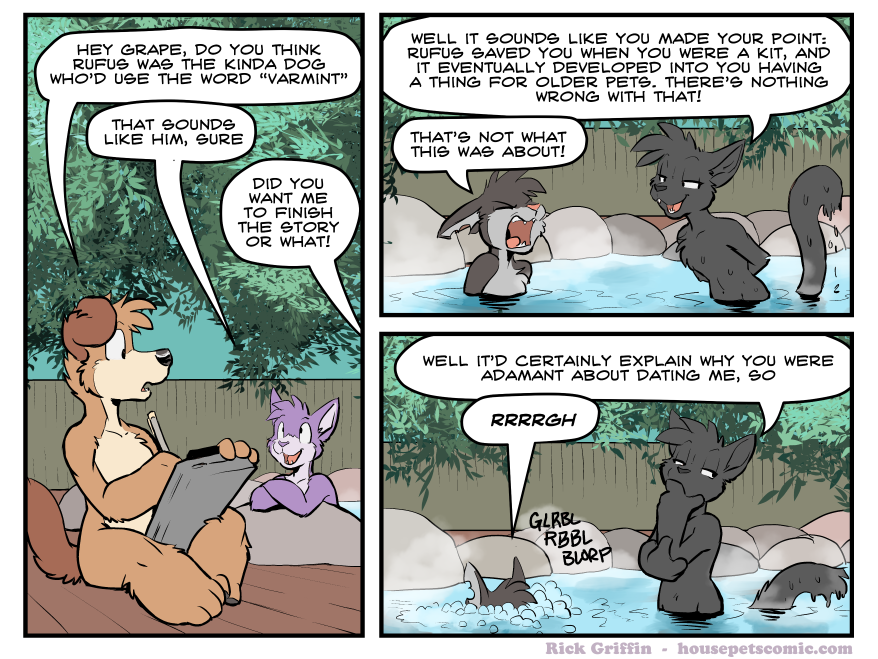 HEY GRAPE, DO YOU THINK
RUFUS WAS THE KINDA DOG
WHO'D USE THE WORD "VARMINT"
THAT SOUNDS
LIKE HIM, SURE
DID YOU
WANT ME
TO FINISH
THE STORY
OR WHAT!
WELL IT SOUNDS LIKE YOU MADE YOUR POINT:
RUFUS SAVED YOU WHEN YOU WERE A KIT, AND
IT EVENTUALLY DEVELOPED INTO YOU HAVING
A THING FOR OLDER PETS. THERE'S NOTHING
WRONG WITH THAT!
THAT'S NOT WHAT
THIS WAS ABOUT!
WELL IT'D CERTAINLY EXPLAIN WHY YOU WERE
ADAMANT ABOUT DATING ME, SO
RRRRGH
GLRBL
RBBL
BLORP
Rick Griffin - housepetscomic.com